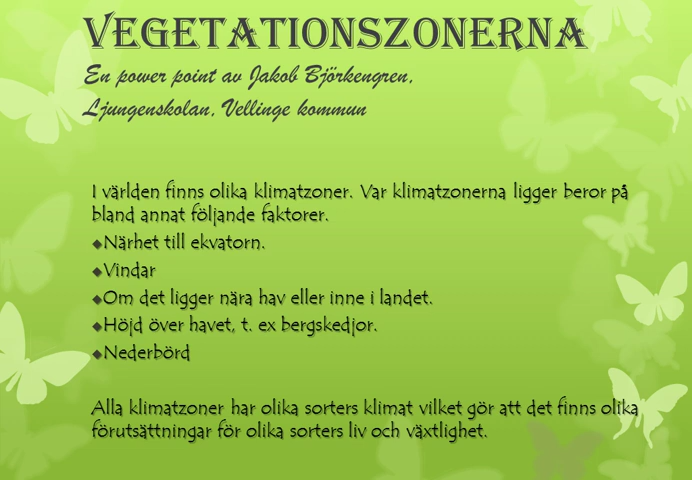 VEGETATIONSZONERNA
En power point av Jakob Björkengren,
Ljungenskolan, Vellinge kommun
I världen finns olika klimatzoner. Var klimatzonerna ligger beror på
bland annat följande faktorer.
◆Närhet till ekvatorn.
◆Vindar
◆Om det ligger nära hav eller inne i landet.
◆Höjd över havet, t. ex bergskedjor.
◆Nederbörd
Alla klimatzoner har olika sorters klimat vilket gör att det finns olika
förutsättningar för olika sorters liv och växtlighet.